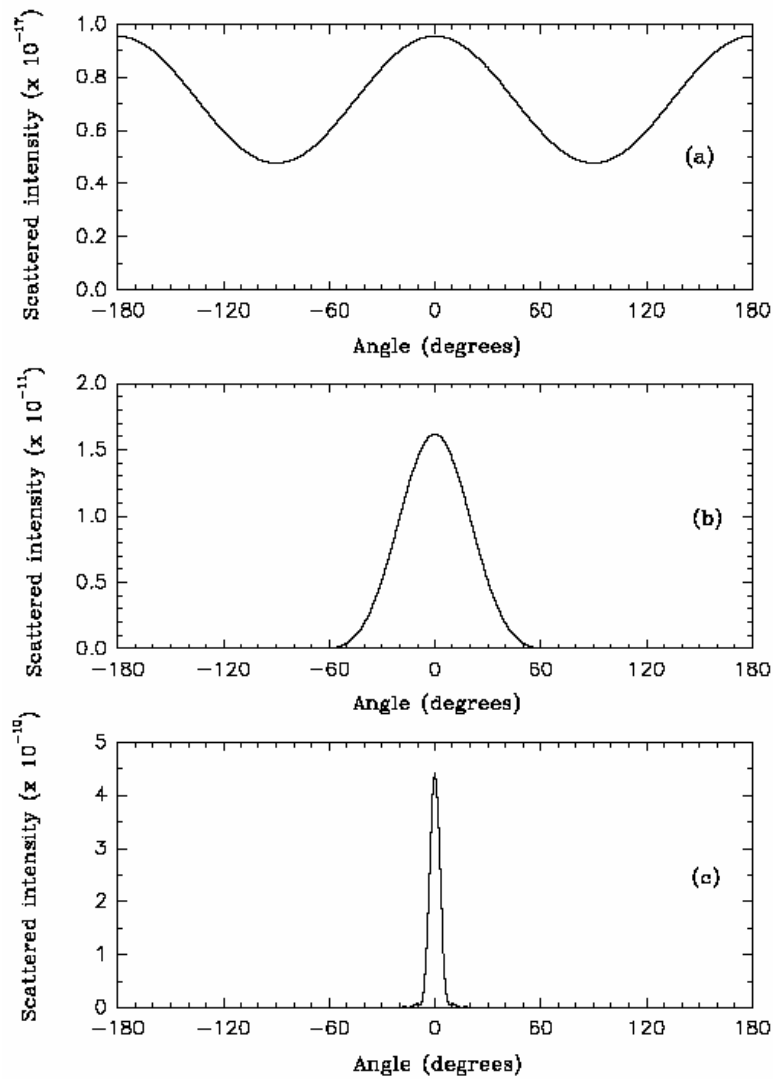 Scattered intensity (x 10⁻¹⁷)
1.0
0.8
0.6
0.4
0.2
0.0
(a)
−180 −120 −60 0 60 120 180
Angle (degrees)
Scattered intensity (x 10⁻¹¹)
2.0
1.5
1.0
0.5
0.0
(b)
−180 −120 −60 0 60 120 180
Angle (degrees)
Scattered intensity (x 10⁻¹⁰)
5
4
3
2
1
0
(c)
−180 −120 −60 0 60 120 180
Angle (degrees)